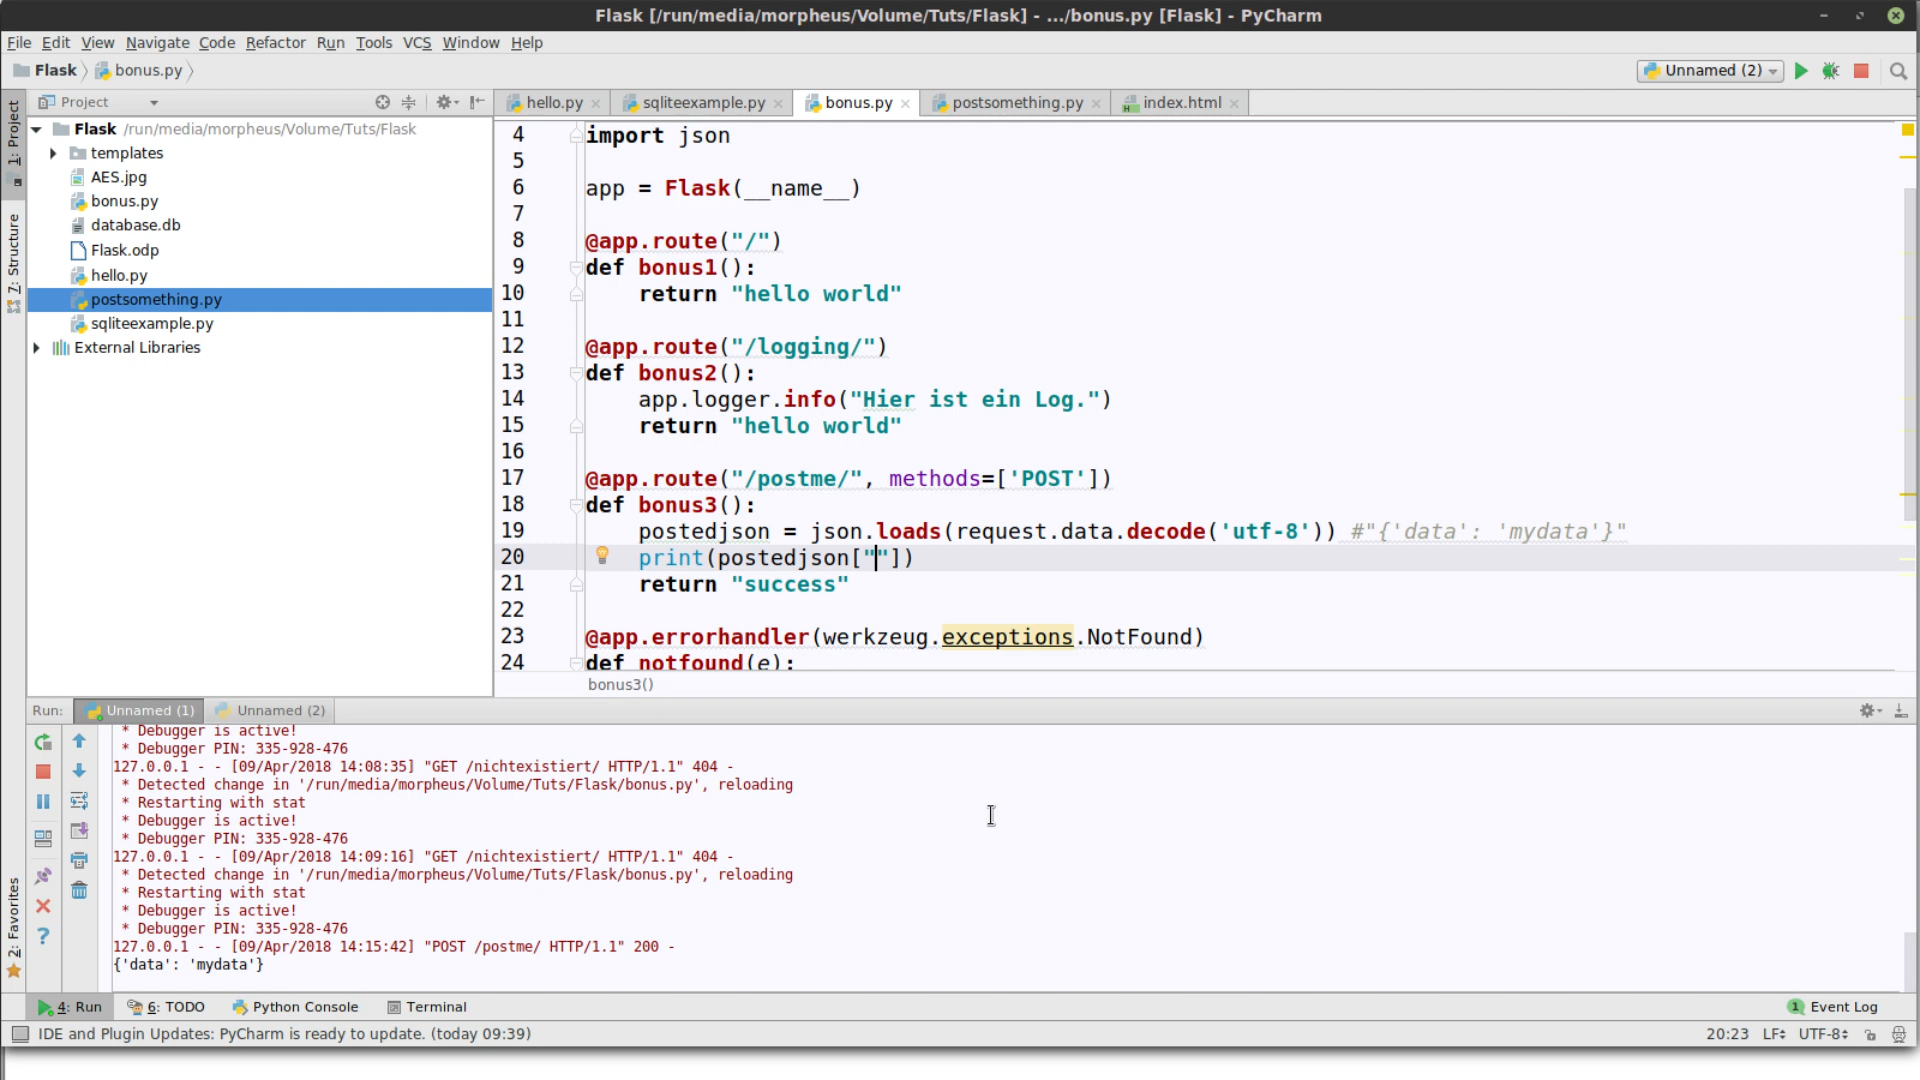 Flask [/run/media/morpheus/Volume/Tuts/Flask] - .../bonus.py [Flask] - PyCharm
File Edit View Navigate Code Refactor Run Tools VCS Window Help
Flask bonus.py Unnamed (2)
Project hello.py sqliteexample.py bonus.py postsomething.py index.html
1: Project
7: Structure
2: Favorites
Flask /run/media/morpheus/Volume/Tuts/Flask
templates
AES.jpg
bonus.py
database.db
Flask.odp
hello.py
postsomething.py
sqliteexample.py
External Libraries
4 import json
5
6 app = Flask(__name__)
7
8 @app.route("/")
9 def bonus1():
10 return "hello world"
11
12 @app.route("/logging/")
13 def bonus2():
14 app.logger.info("Hier ist ein Log.")
15 return "hello world"
16
17 @app.route("/postme/", methods=['POST'])
18 def bonus3():
19 postedjson = json.loads(request.data.decode('utf-8')) #"{'data': 'mydata'}"
20 print(postedjson[""])
21 return "success"
22
23 @app.errorhandler(werkzeug.exceptions.NotFound)
24 def notfound(e):
bonus3()
Run: Unnamed (1) Unnamed (2)
* Debugger is active!
* Debugger PIN: 335-928-476
127.0.0.1 - - [09/Apr/2018 14:08:35] "GET /nichtexistiert/ HTTP/1.1" 404 -
* Detected change in '/run/media/morpheus/Volume/Tuts/Flask/bonus.py', reloading
* Restarting with stat
* Debugger is active!
* Debugger PIN: 335-928-476
127.0.0.1 - - [09/Apr/2018 14:09:16] "GET /nichtexistiert/ HTTP/1.1" 404 -
* Detected change in '/run/media/morpheus/Volume/Tuts/Flask/bonus.py', reloading
* Restarting with stat
* Debugger is active!
* Debugger PIN: 335-928-476
127.0.0.1 - - [09/Apr/2018 14:15:42] "POST /postme/ HTTP/1.1" 200 -
{'data': 'mydata'}
4: Run 6: TODO Python Console Terminal 1 Event Log
IDE and Plugin Updates: PyCharm is ready to update. (today 09:39) 20:23 LF UTF-8